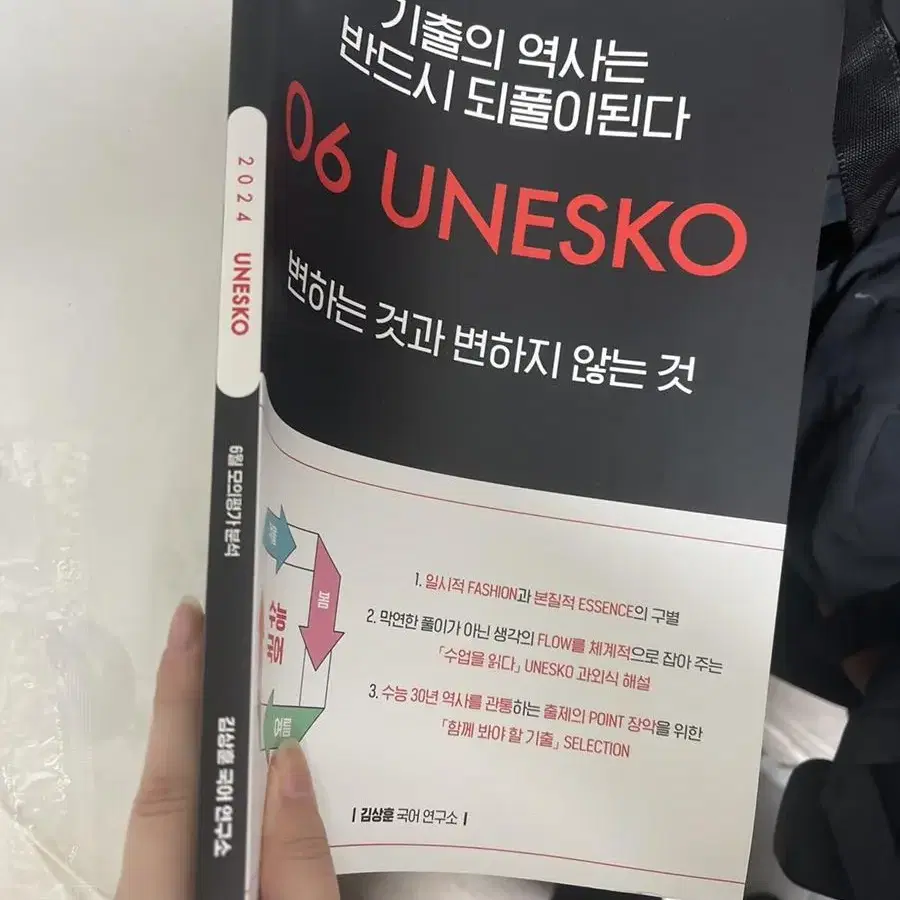 기출의 역사는
반드시 되풀이된다
06 UNESKO
변하는 것과 변하지 않는 것
1. 일시적 FASHION과 본질적 ESSENCE의 구별
2. 막연한 풀이가 아닌 생각의 FLOW를 체계적으로 잡아 주는
「수업을 읽다」 UNESKO 과외식 해설
3. 수능 30년 역사를 관통하는 출제의 POINT 장악을 위한
「함께 봐야 할 기출」 SELECTION
봄
수능
국어
여름
| 김상훈 국어 연구소 |
2024 UNESKO
6월 모의평가 분석
김상훈 국어 연구소